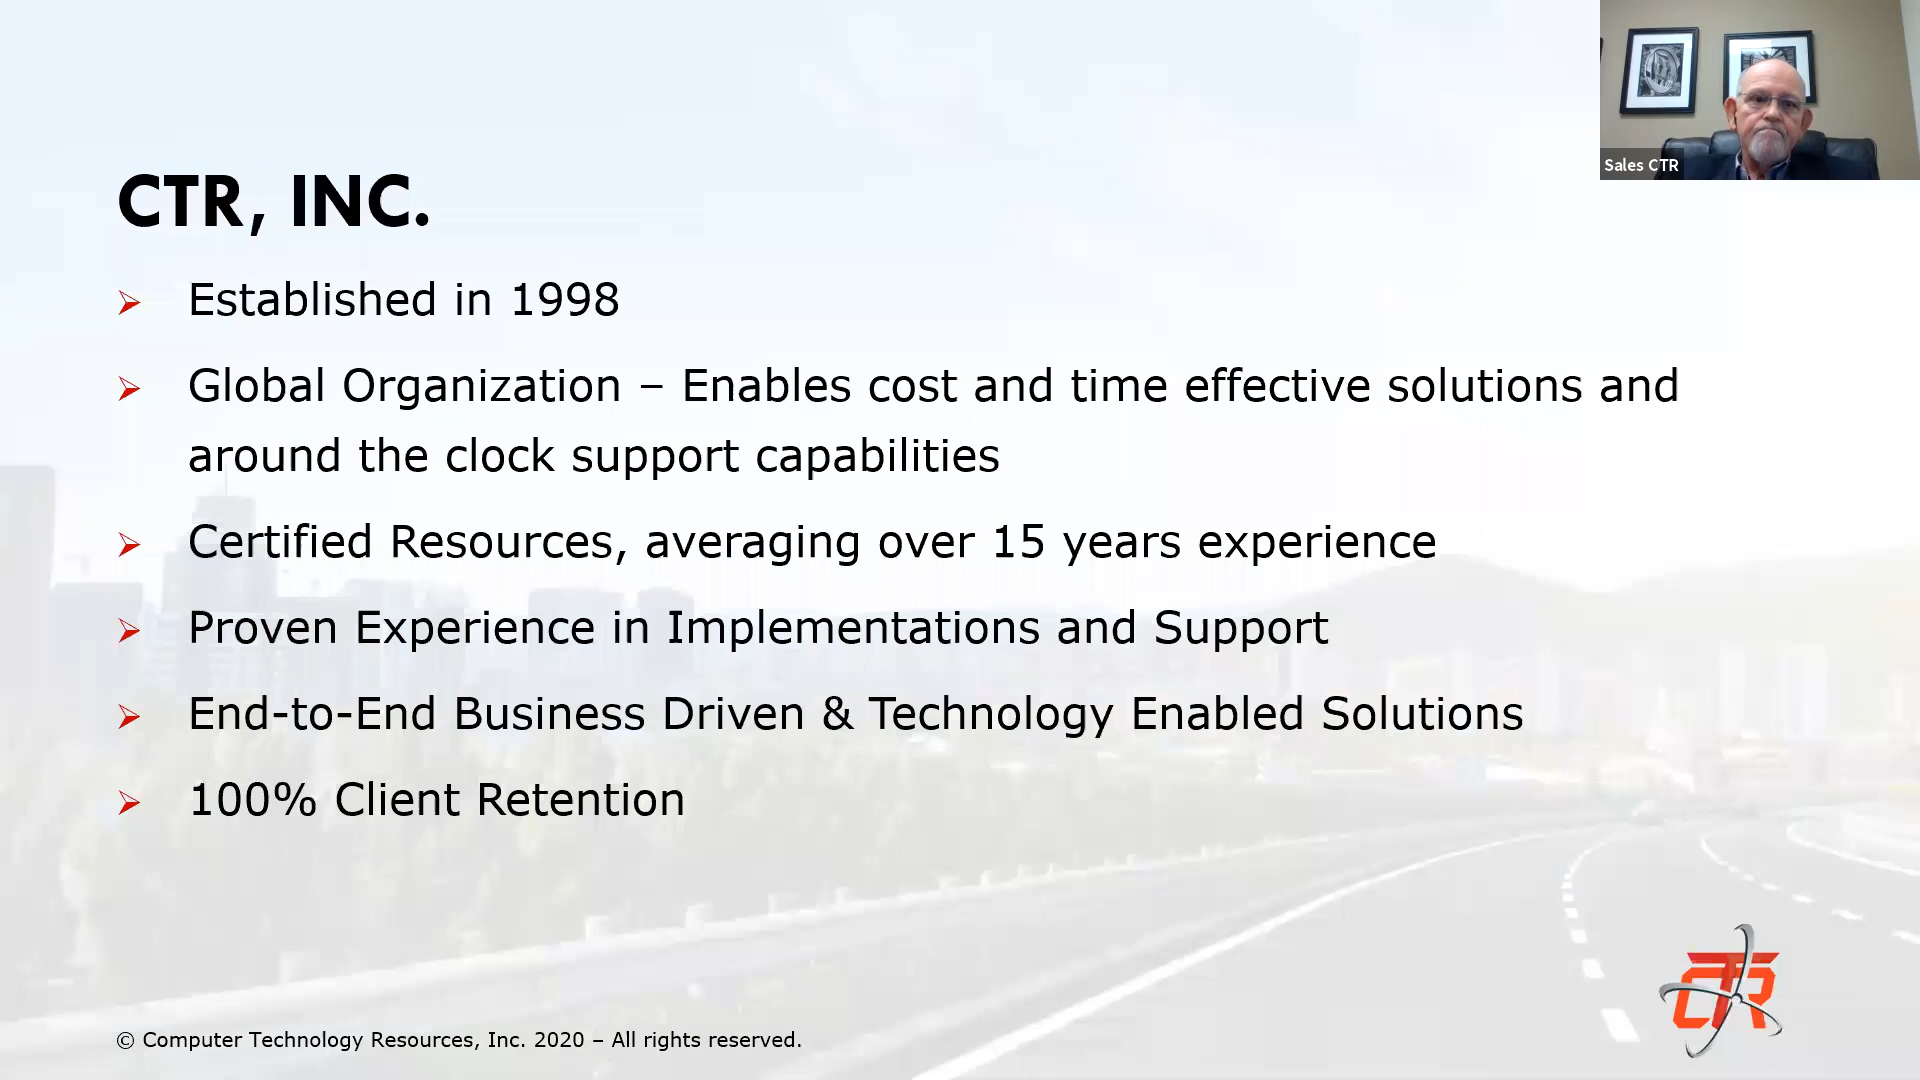 Sales CTR
CTR, INC.
Established in 1998
Global Organization – Enables cost and time effective solutions and
around the clock support capabilities
Certified Resources, averaging over 15 years experience
Proven Experience in Implementations and Support
End-to-End Business Driven & Technology Enabled Solutions
100% Client Retention
CTR
© Computer Technology Resources, Inc. 2020 – All rights reserved.